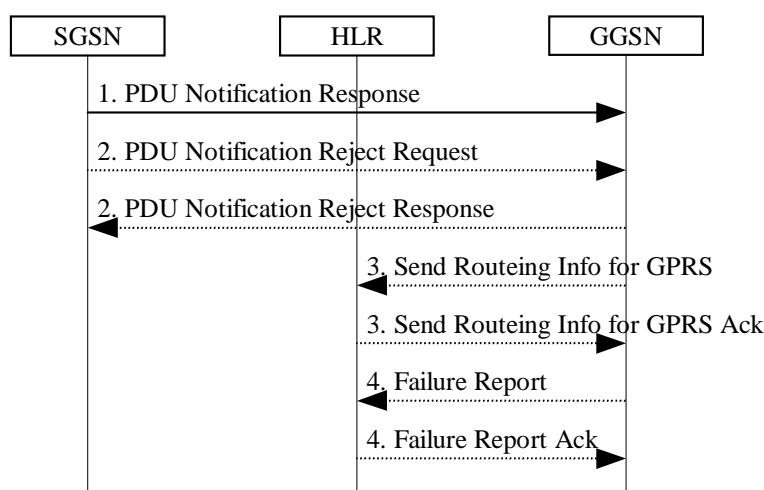 SGSN HLR GGSN
1. PDU Notification Response
2. PDU Notification Reject Request
2. PDU Notification Reject Response
3. Send Routeing Info for GPRS
3. Send Routeing Info for GPRS Ack
4. Failure Report
4. Failure Report Ack